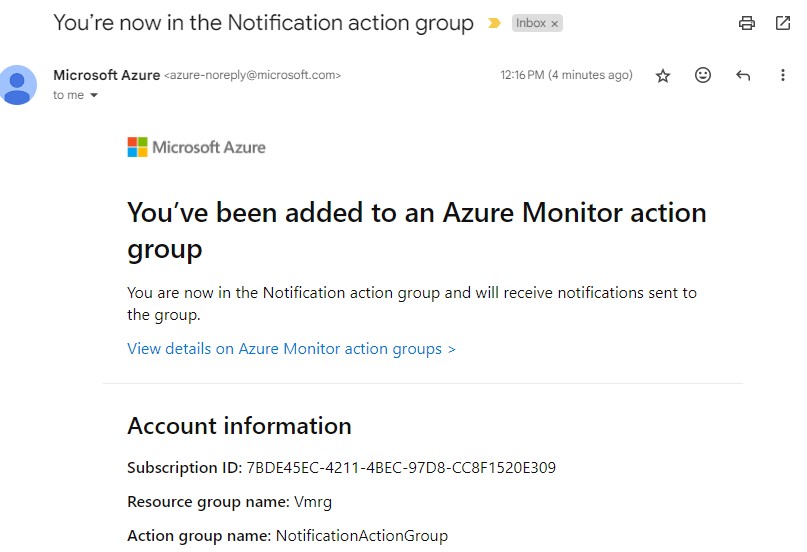 You're now in the Notification action group Inbox ×
Microsoft Azure <azure-noreply@microsoft.com> 12:16 PM (4 minutes ago)
to me
Microsoft Azure
You've been added to an Azure Monitor action
group
You are now in the Notification action group and will receive notifications sent to
the group.
View details on Azure Monitor action groups >
Account information
Subscription ID: 7BDE45EC-4211-4BEC-97D8-CC8F1520E309
Resource group name: Vmrg
Action group name: NotificationActionGroup